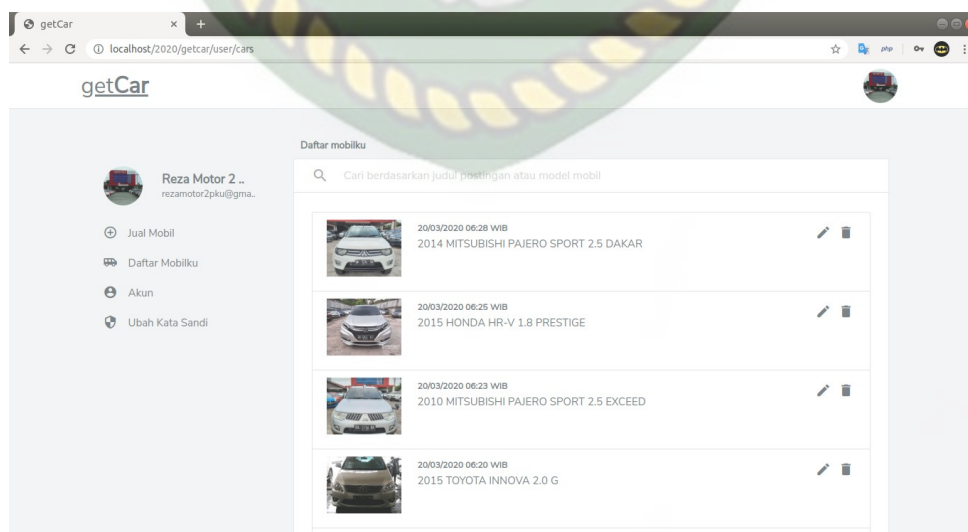 getCar
localhost/2020/getcar/user/cars
php
getCar
Daftar mobilku
Reza Motor 2 ..
rezamotor2pku@gma..
Cari berdasarkan judul postingan atau model mobil
Jual Mobil
Daftar Mobilku
Akun
Ubah Kata Sandi
20/03/2020 06:28 WIB
2014 MITSUBISHI PAJERO SPORT 2.5 DAKAR
20/03/2020 06:25 WIB
2015 HONDA HR-V 1.8 PRESTIGE
20/03/2020 06:23 WIB
2010 MITSUBISHI PAJERO SPORT 2.5 EXCEED
20/03/2020 06:20 WIB
2015 TOYOTA INNOVA 2.0 G